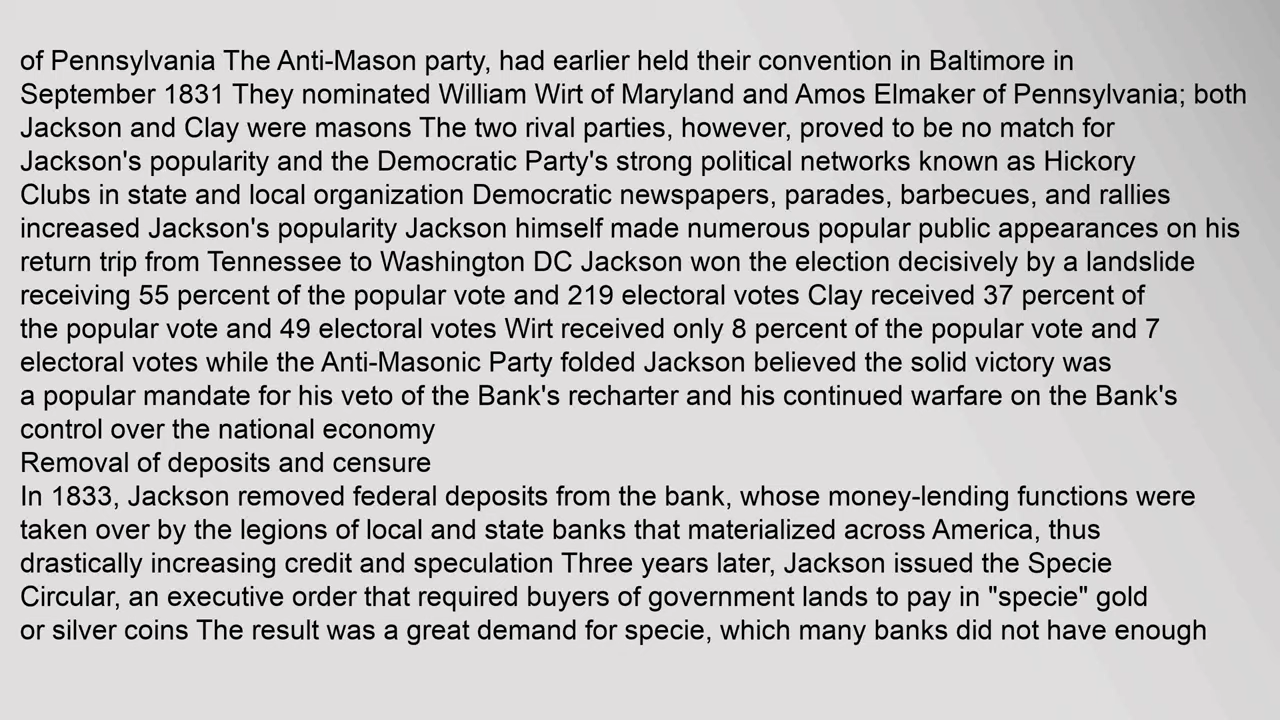 of Pennsylvania The Anti-Mason party, had earlier held their convention in Baltimore in
September 1831 They nominated William Wirt of Maryland and Amos Elmaker of Pennsylvania; both
Jackson and Clay were masons The two rival parties, however, proved to be no match for
Jackson's popularity and the Democratic Party's strong political networks known as Hickory
Clubs in state and local organization Democratic newspapers, parades, barbecues, and rallies
increased Jackson's popularity Jackson himself made numerous popular public appearances on his
return trip from Tennessee to Washington DC Jackson won the election decisively by a landslide
receiving 55 percent of the popular vote and 219 electoral votes Clay received 37 percent of
the popular vote and 49 electoral votes Wirt received only 8 percent of the popular vote and 7
electoral votes while the Anti-Masonic Party folded Jackson believed the solid victory was
a popular mandate for his veto of the Bank's recharter and his continued warfare on the Bank's
control over the national economy
Removal of deposits and censure
In 1833, Jackson removed federal deposits from the bank, whose money-lending functions were
taken over by the legions of local and state banks that materialized across America, thus
drastically increasing credit and speculation Three years later, Jackson issued the Specie
Circular, an executive order that required buyers of government lands to pay in "specie" gold
or silver coins The result was a great demand for specie, which many banks did not have enough